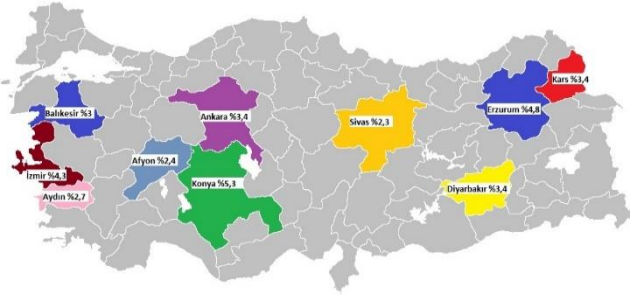 Kars %3,4
Balıkesir %3
Ankara %3,4
Erzurum %4,8
Sivas %2,3
Afyon %2,4
İzmir %4,3
Konya %5,3
Diyarbakır %3,4
Aydın %2,7